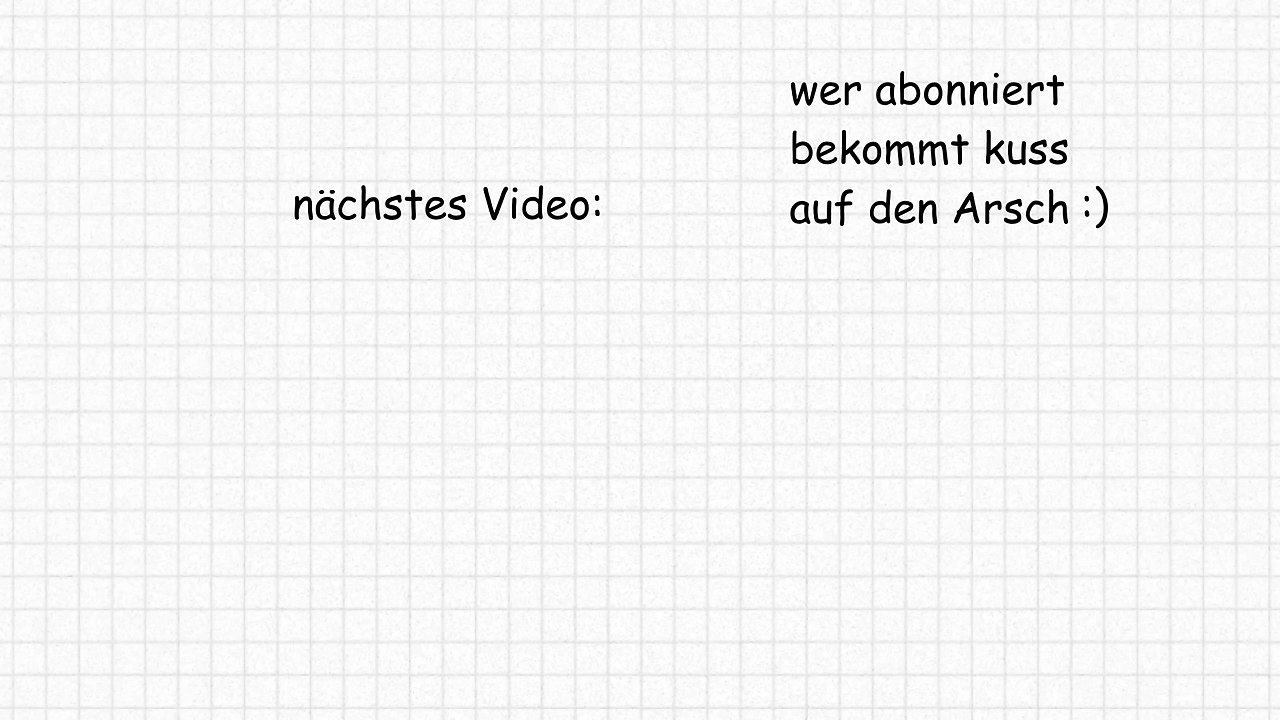 nächstes Video:
wer abonniert
bekommt kuss
auf den Arsch :)